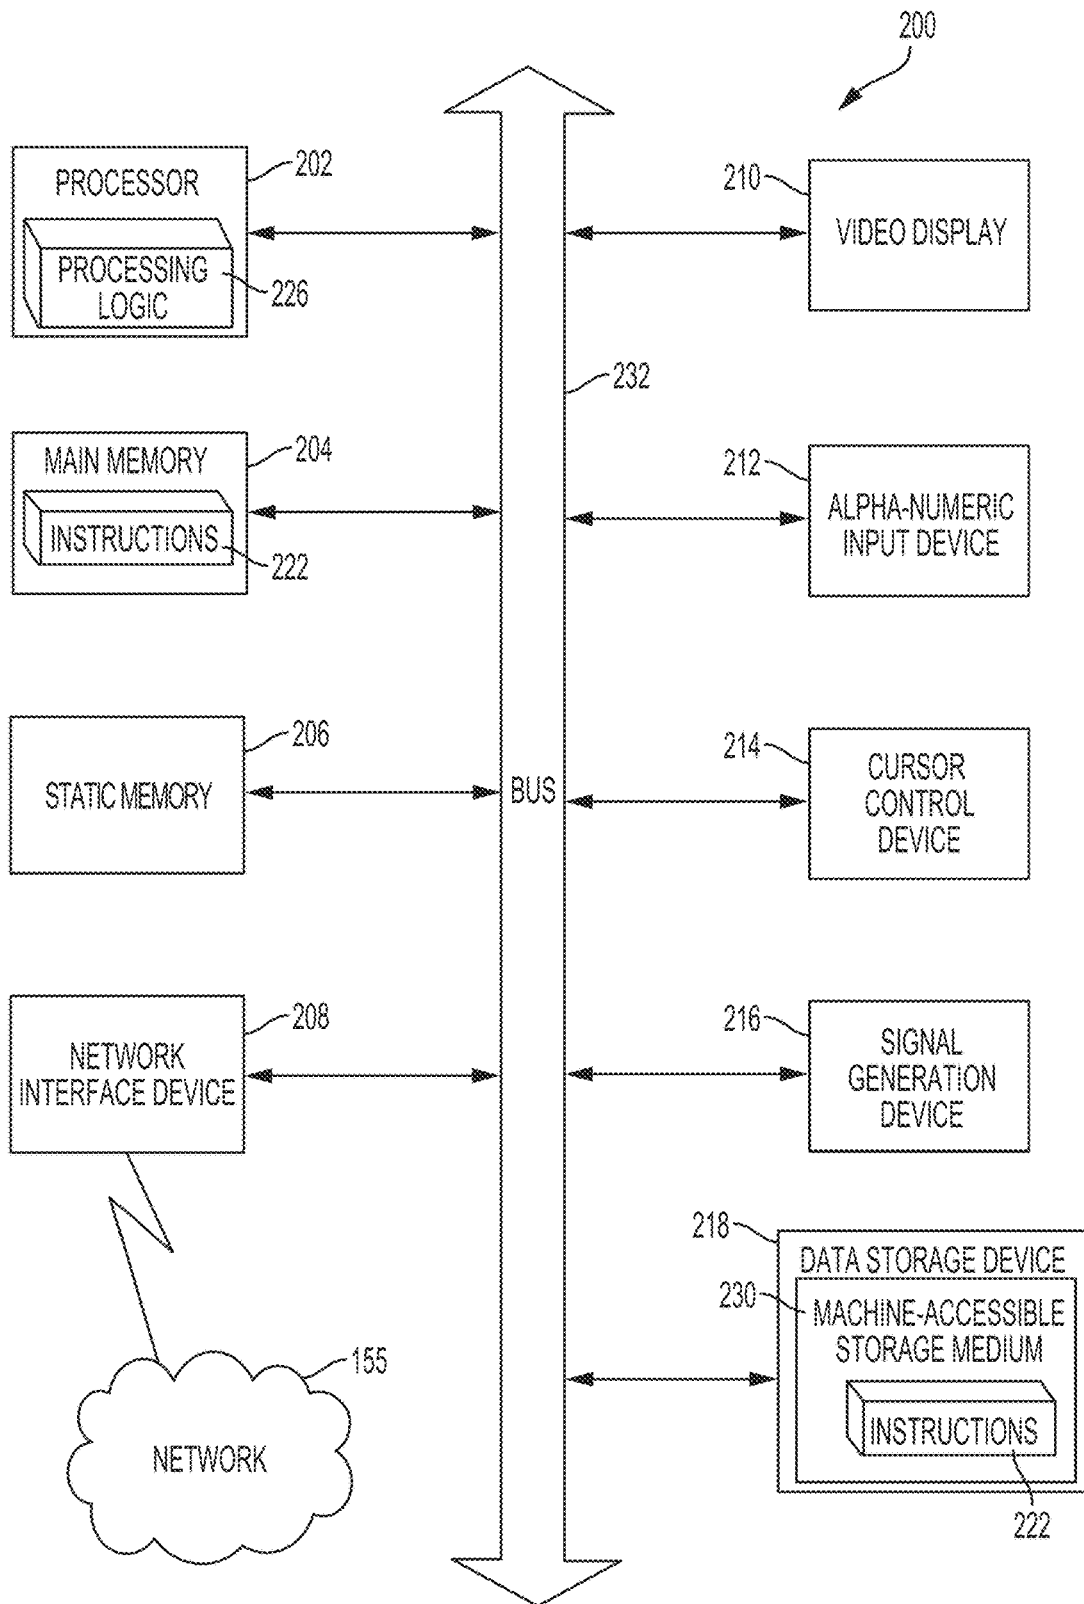 200
PROCESSOR
202
PROCESSING
LOGIC
226
210
VIDEO DISPLAY
232
MAIN MEMORY
204
INSTRUCTIONS
222
212
ALPHA-NUMERIC
INPUT DEVICE
STATIC MEMORY
206
BUS
214
CURSOR
CONTROL
DEVICE
NETWORK
INTERFACE DEVICE
208
216
SIGNAL
GENERATION
DEVICE
218
DATA STORAGE DEVICE
230
MACHINE-ACCESSIBLE
STORAGE MEDIUM
INSTRUCTIONS
222
155
NETWORK